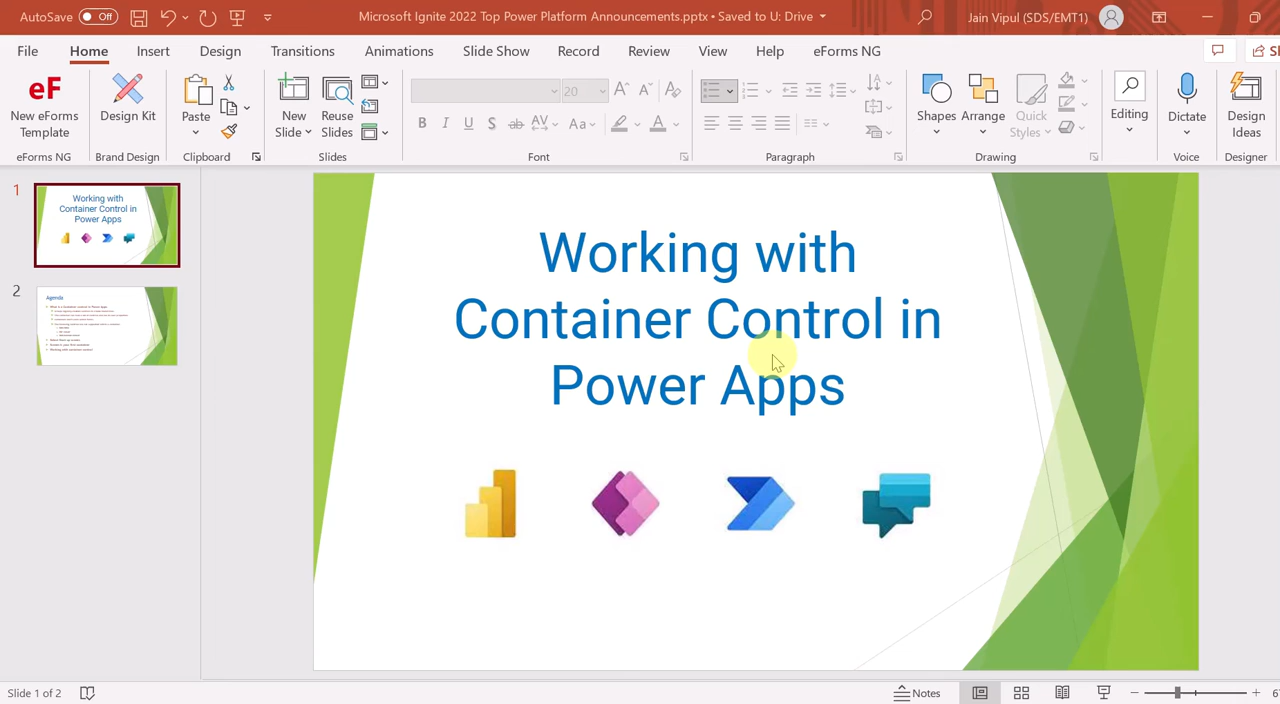 AutoSave Off
Microsoft Ignite 2022 Top Power Platform Announcements.pptx • Saved to U: Drive
Jain Vipul (SDS/EMT1)
File Home Insert Design Transitions Animations Slide Show Record Review View Help eForms NG
eF
New eForms
Template
eForms NG
Design Kit
Brand Design
Paste
Clipboard
New
Slide
Reuse
Slides
Slides
20
B I U S ab AV Aa A
Font
Paragraph
Shapes
Arrange
Quick
Styles
Drawing
Editing
Dictate
Voice
Design
Ideas
Designer
1
Working with
Container Control in
Power Apps
2
Agenda
Working with
Container Control in
Power Apps
Slide 1 of 2
Notes